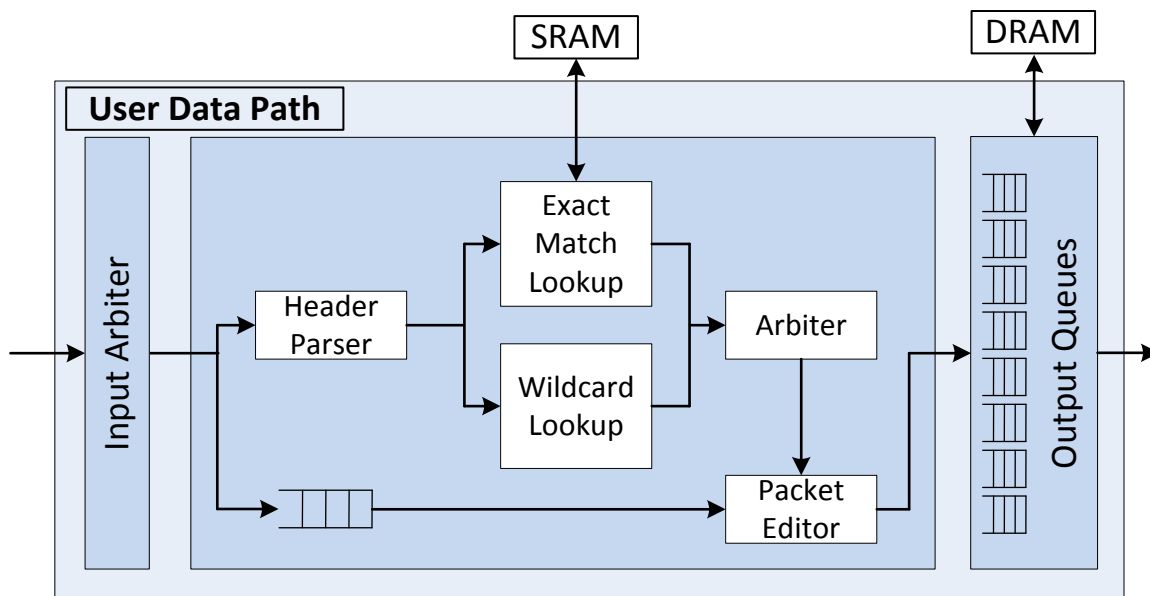 SRAM
DRAM
User Data Path
Input Arbiter
Header
Parser
Exact
Match
Lookup
Wildcard
Lookup
Arbiter
Packet
Editor
Output Queues